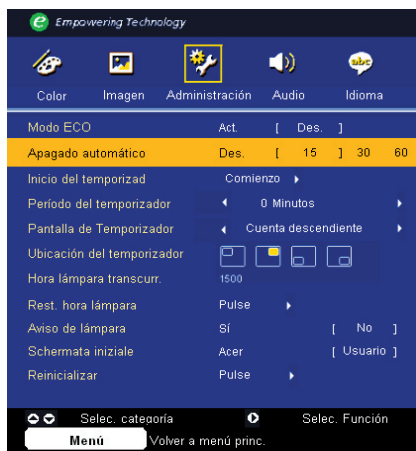 e Empowering Technology
Color Imagen Administración Audio Idioma
Modo ECO Act. [ Des. ]
Apagado automático Des. [ 15 ] 30 60
Inicio del temporizad Comienzo
Período del temporizador 0 Minutos
Pantalla de Temporizador Cuenta descendiente
Ubicación del temporizador
Hora lámpara transcurr. 1500
Rest. hora lámpara Pulse
Aviso de lámpara Sí [ No ]
Schermata iniziale Acer [ Usuario ]
Reinicializar Pulse
Selec. categoría Selec. Función
Menú Volver a menú princ.